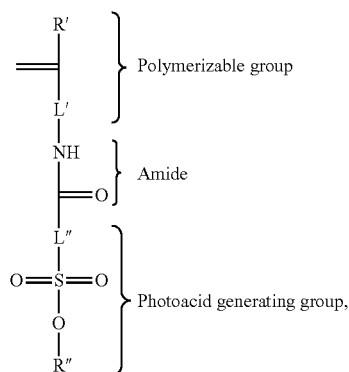 R′
Polymerizable group
L′
NH
Amide
O
L″
O S O
Photoacid generating group,
O
R″